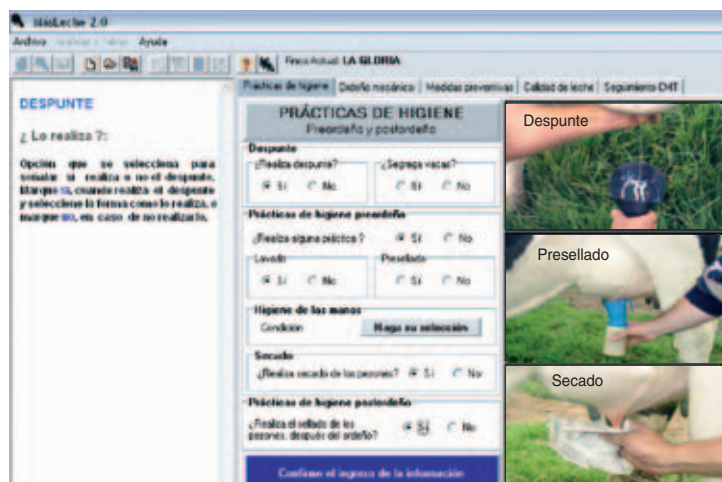 MásLeche 2.0
Archivo Gráficas y Tablas Ayuda
Finca Actual: LA GLORIA
Prácticas de higiene Ordeño mecánico Medidas preventivas Calidad de leche Seguimiento CMT
DESPUNTE
¿ Lo realiza ?:
Opción que se selecciona para
señalar si realiza o no el despunte.
Marque SI, cuando realiza el despunte
y seleccione la forma como lo realiza, o
marque NO, en caso de no realizarlo.
PRÁCTICAS DE HIGIENE
Preordeño y postordeño
Despunte
¿Realiza despunte? ¿Segrega vacas?
Si No Si No
Prácticas de higiene preordeño
¿Realiza alguna práctica ? Si No
Lavado Presellado
Si No Si No
Higiene de las manos
Condición Haga su selección
Secado
¿Realiza secado de los pezones? Si No
Prácticas de higiene postordeño
¿Realiza el sellado de los
pezones, después del ordeño? Si No
Confirme el ingreso de la información
Despunte
Presellado
Secado